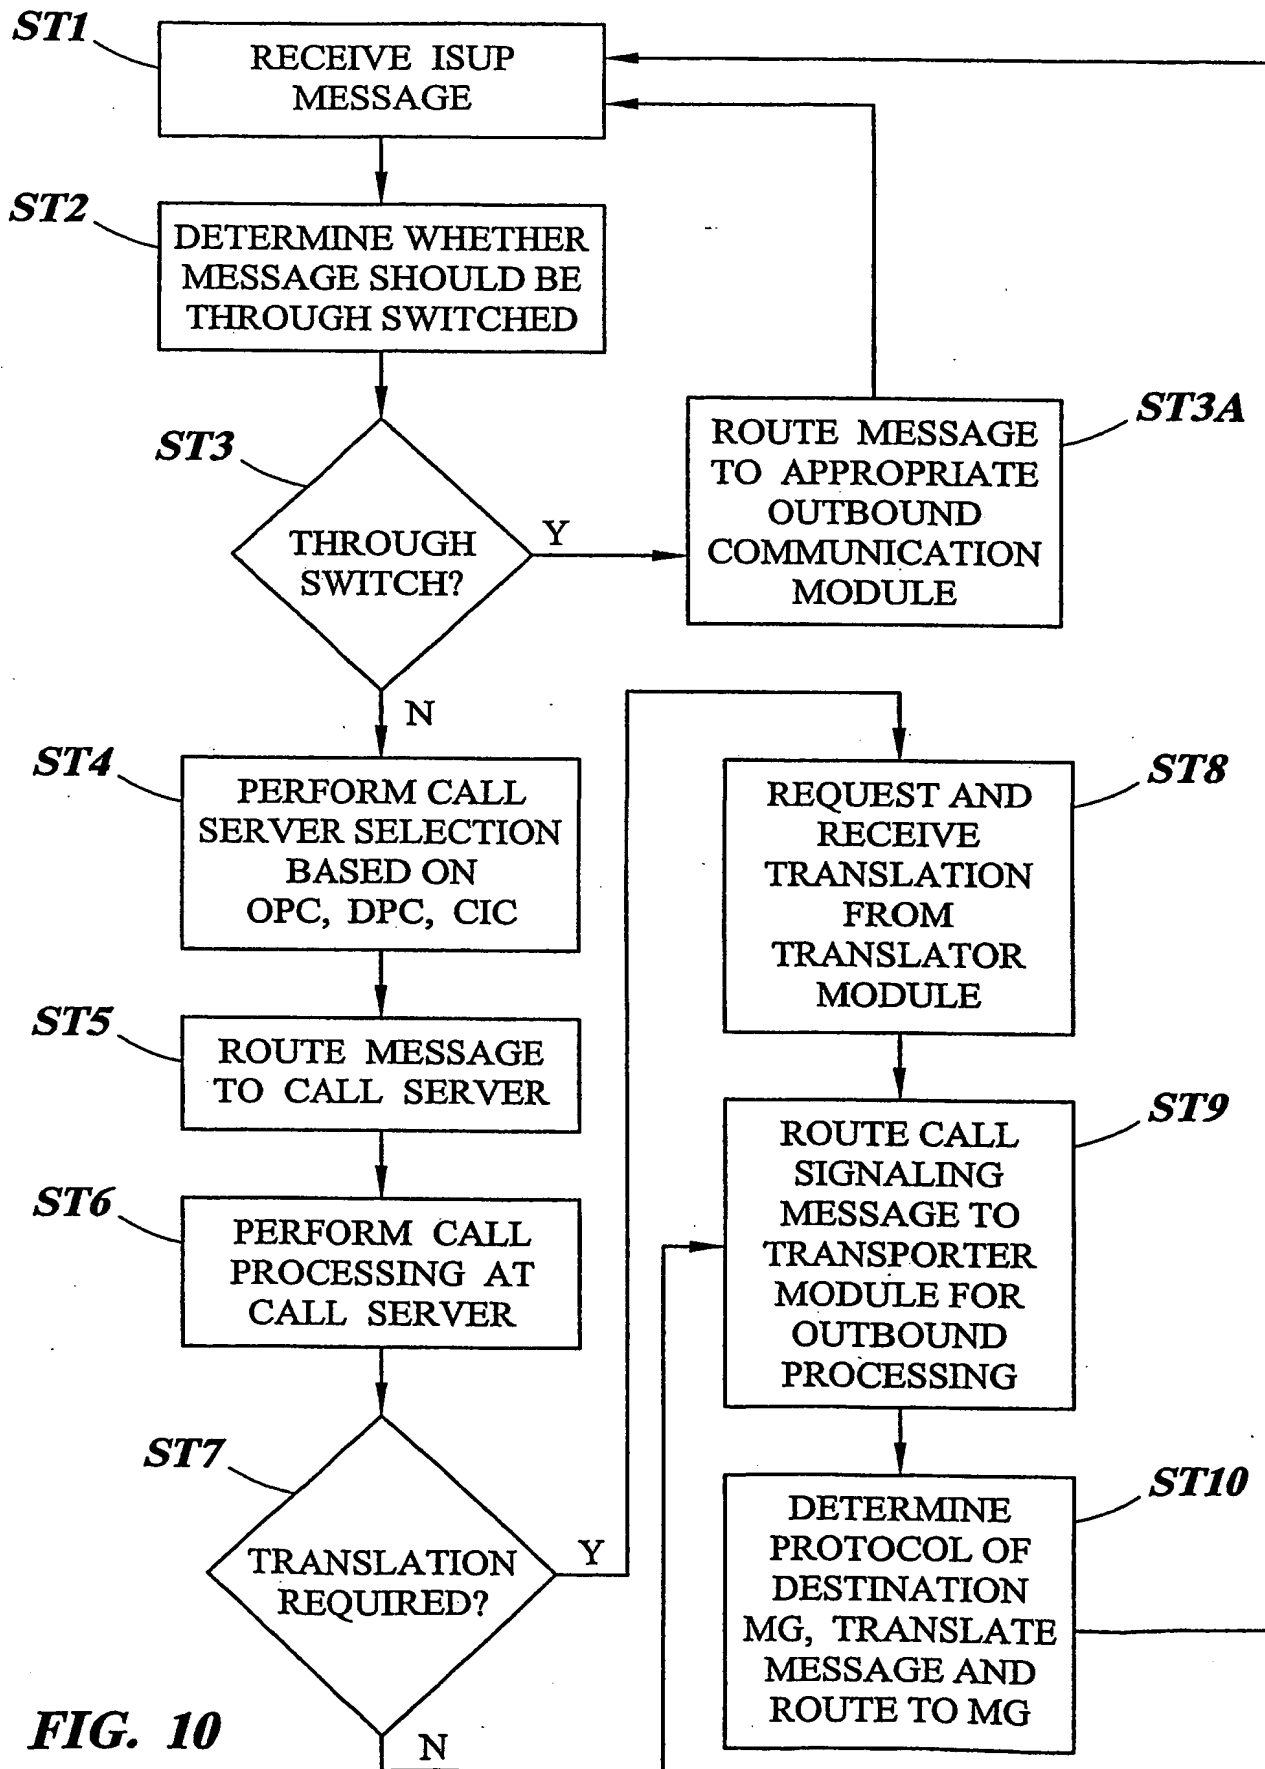 ST1
RECEIVE ISUP
MESSAGE
ST2
DETERMINE WHETHER
MESSAGE SHOULD BE
THROUGH SWITCHED
ST3
THROUGH
SWITCH?
Y
ST3A
ROUTE MESSAGE
TO APPROPRIATE
OUTBOUND
COMMUNICATION
MODULE
N
ST4
PERFORM CALL
SERVER SELECTION
BASED ON
OPC, DPC, CIC
ST5
ROUTE MESSAGE
TO CALL SERVER
ST6
PERFORM CALL
PROCESSING AT
CALL SERVER
ST7
TRANSLATION
REQUIRED?
Y
N
ST8
REQUEST AND
RECEIVE
TRANSLATION
FROM
TRANSLATOR
MODULE
ST9
ROUTE CALL
SIGNALING
MESSAGE TO
TRANSPORTER
MODULE FOR
OUTBOUND
PROCESSING
ST10
DETERMINE
PROTOCOL OF
DESTINATION
MG, TRANSLATE
MESSAGE AND
ROUTE TO MG
FIG. 10